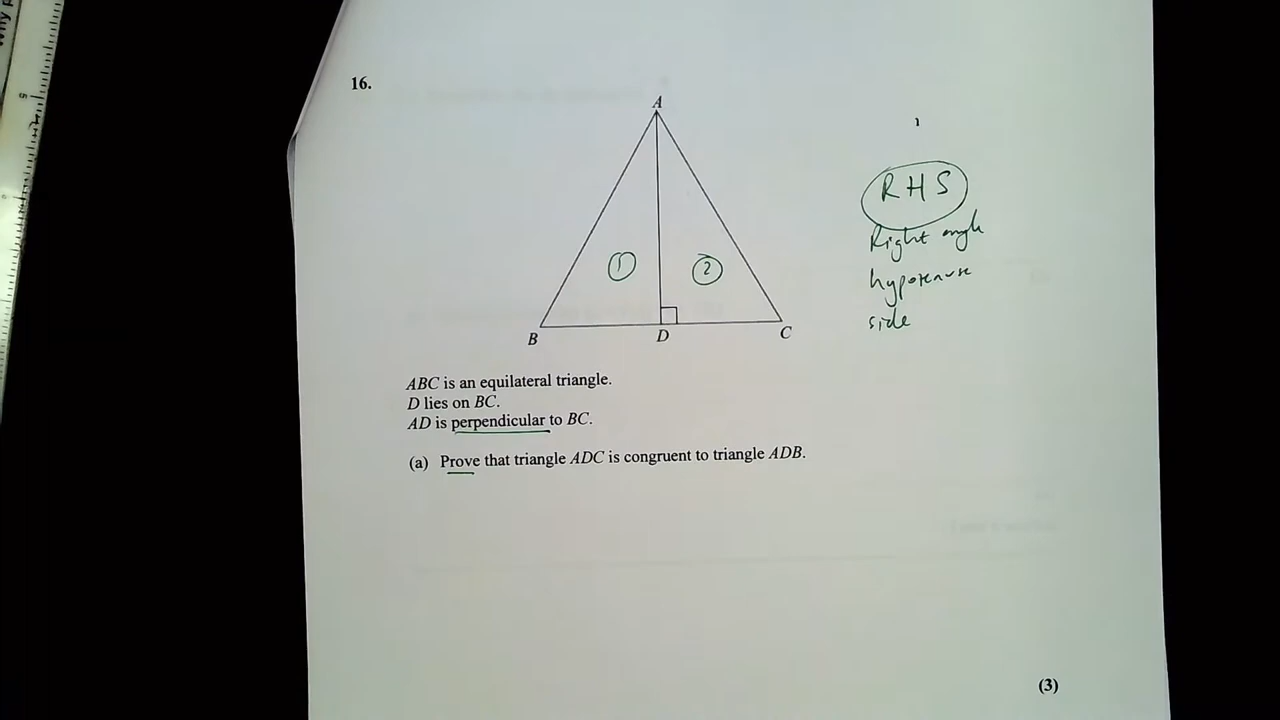 16.
A
R H S
Right angle
hypotenuse
side
1
2
B
D
C
ABC is an equilateral triangle.
D lies on BC.
AD is perpendicular to BC.
(a) Prove that triangle ADC is congruent to triangle ADB.
(3)